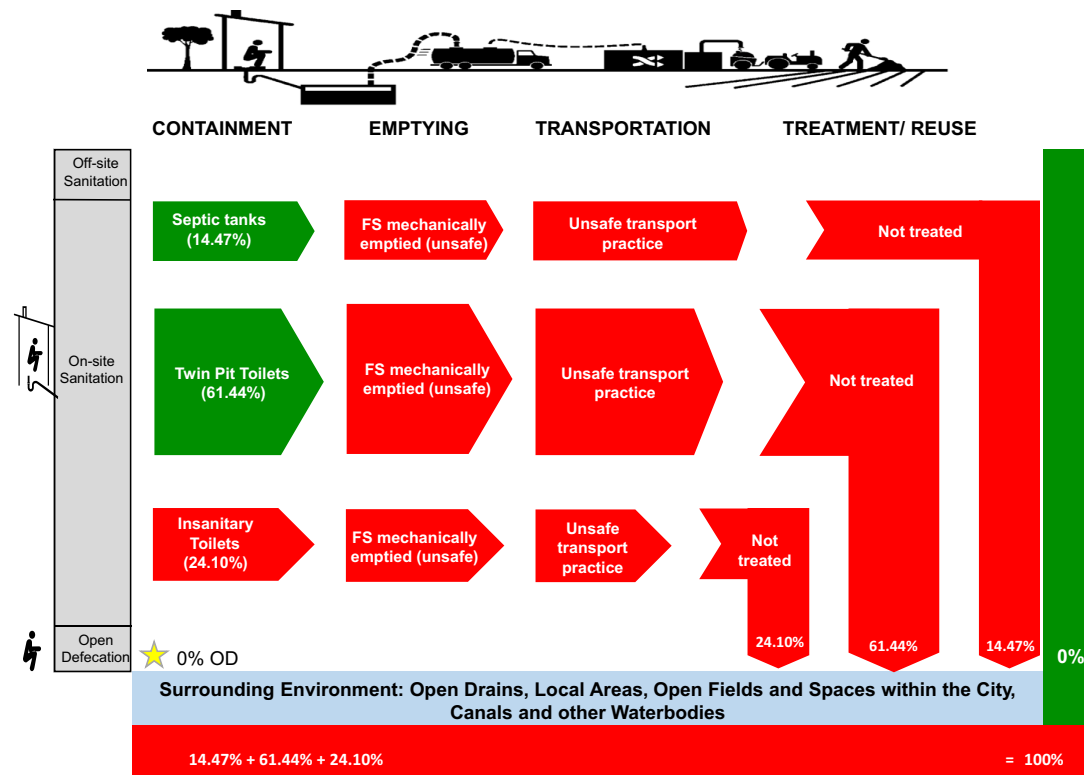 CONTAINMENT EMPTYING TRANSPORTATION TREATMENT/ REUSE
Off-site
Sanitation
Septic tanks
(14.47%)
FS mechanically
emptied (unsafe)
Unsafe transport
practice
Not treated
On-site
Sanitation
Twin Pit Toilets
(61.44%)
FS mechanically
emptied (unsafe)
Unsafe transport
practice
Not treated
Insanitary
Toilets
(24.10%)
FS mechanically
emptied (unsafe)
Unsafe
transport
practice
Not
treated
Open
Defecation
0% OD
24.10%
61.44%
14.47%
0%
Surrounding Environment: Open Drains, Local Areas, Open Fields and Spaces within the City,
Canals and other Waterbodies
14.47% + 61.44% + 24.10% = 100%